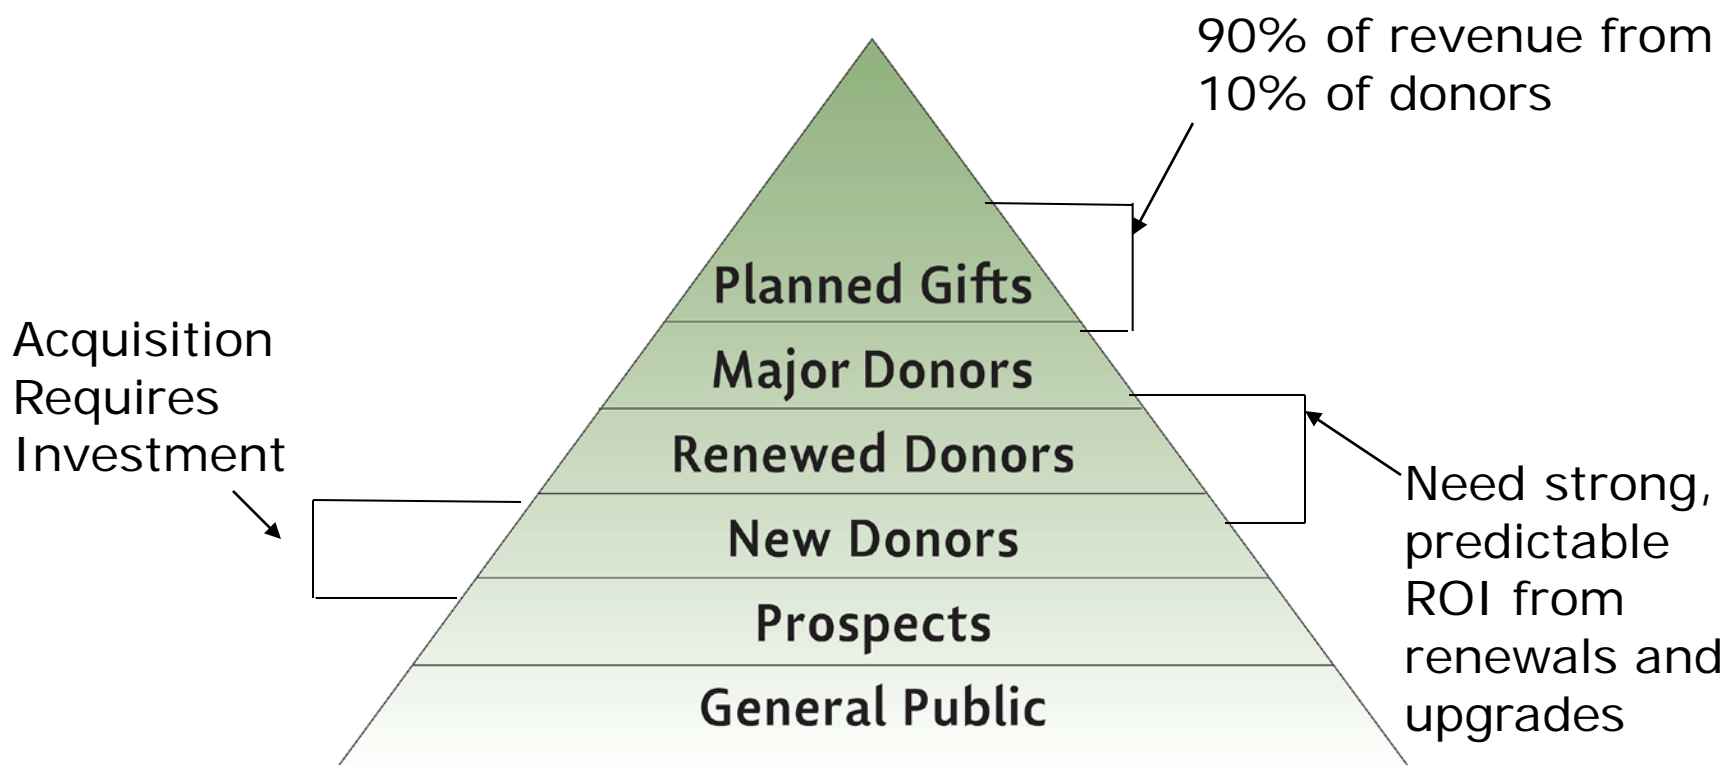 90% of revenue from
10% of donors
Planned Gifts
Acquisition
Requires
Investment
Major Donors
Renewed Donors
New Donors
Prospects
General Public
Need strong,
predictable
ROI from
renewals and
upgrades